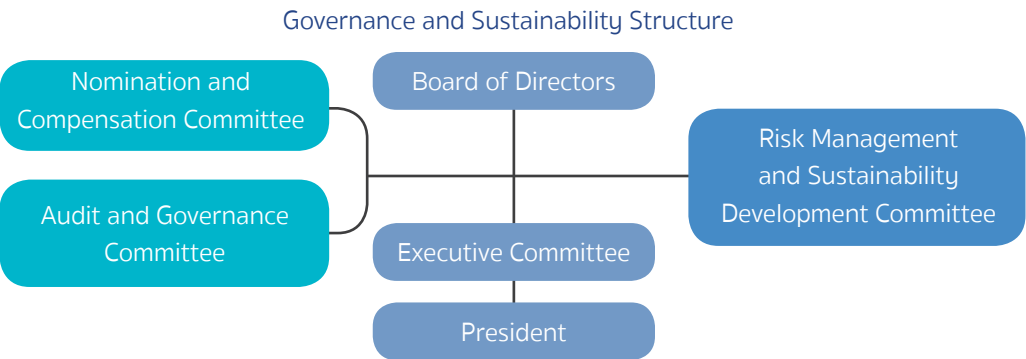 Governance and Sustainability Structure
Nomination and
Compensation Committee
Board of Directors
Risk Management
and Sustainability
Development Committee
Audit and Governance
Committee
Executive Committee
President